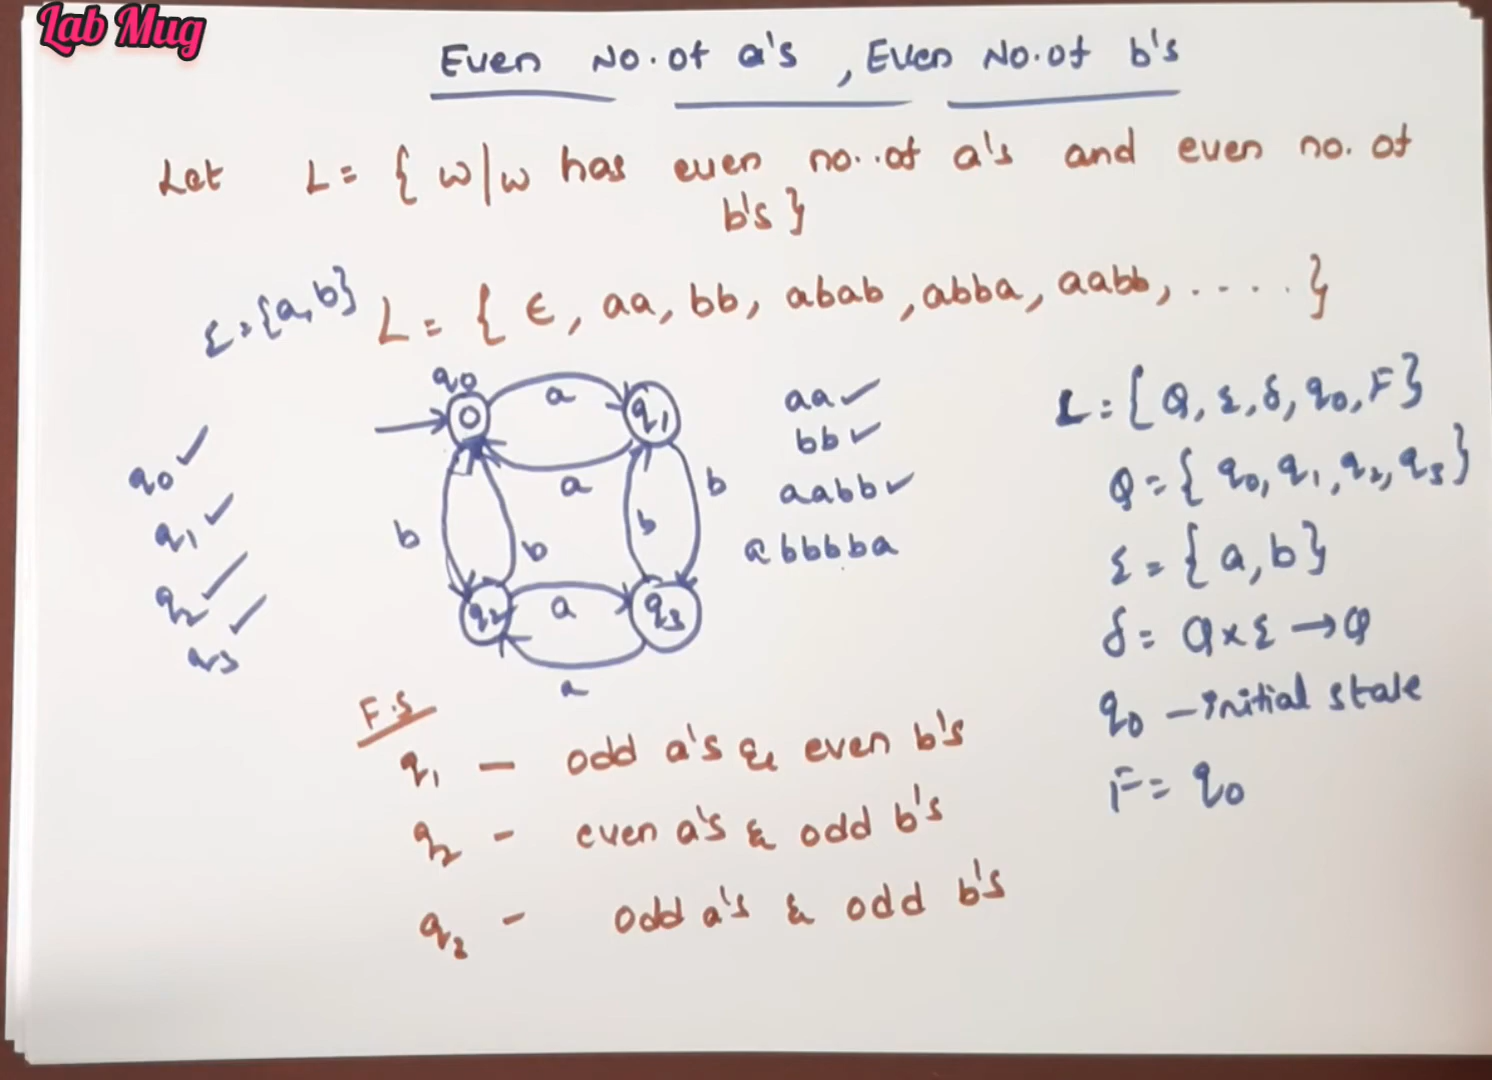 Lab Mug
Even No. of a's , Even No. of b's
Let L = { w/w has even no. of a's and even no. of
b's }
Σ = {a, b} L = { ϵ, aa, bb, abab, abba, aabb, ..... }
q0
a
q1
a
b
b
b
b
q2
a
q3
a
q0 ✓
q1 ✓
q2 ✓
q3 ✓
aa ✓
bb ✓
aabb ✓
abbbba
L = { Q, Σ, δ, q0, F }
Q = { q0, q1, q2, q3 }
Σ = { a, b }
δ = Q x Σ → Q
q0 – initial state
F = q0
F.S
q1 – odd a's & even b's
q2 – even a's & odd b's
q3 – odd a's & odd b's